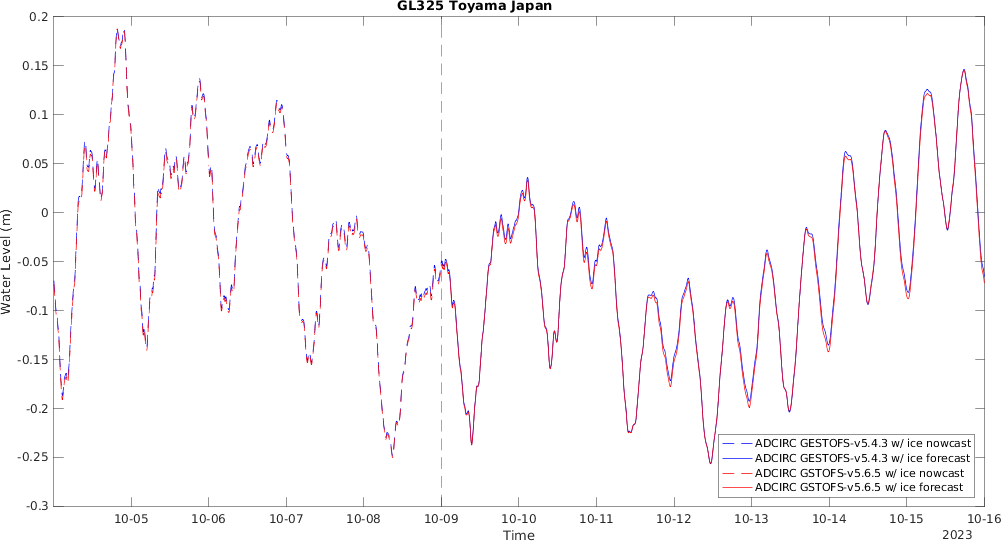 GL325 Toyama Japan
0.2
0.15
0.1
0.05
0
-0.05
-0.1
-0.15
-0.2
-0.25
-0.3
Water Level (m)
ADCIRC GESTOFS-v5.4.3 w/ ice nowcast
ADCIRC GESTOFS-v5.4.3 w/ ice forecast
ADCIRC GSTOFS-v5.6.5 w/ ice nowcast
ADCIRC GSTOFS-v5.6.5 w/ ice forecast
10-05 10-06 10-07 10-08 10-09 10-10 10-11 10-12 10-13 10-14 10-15 10-16
Time
2023